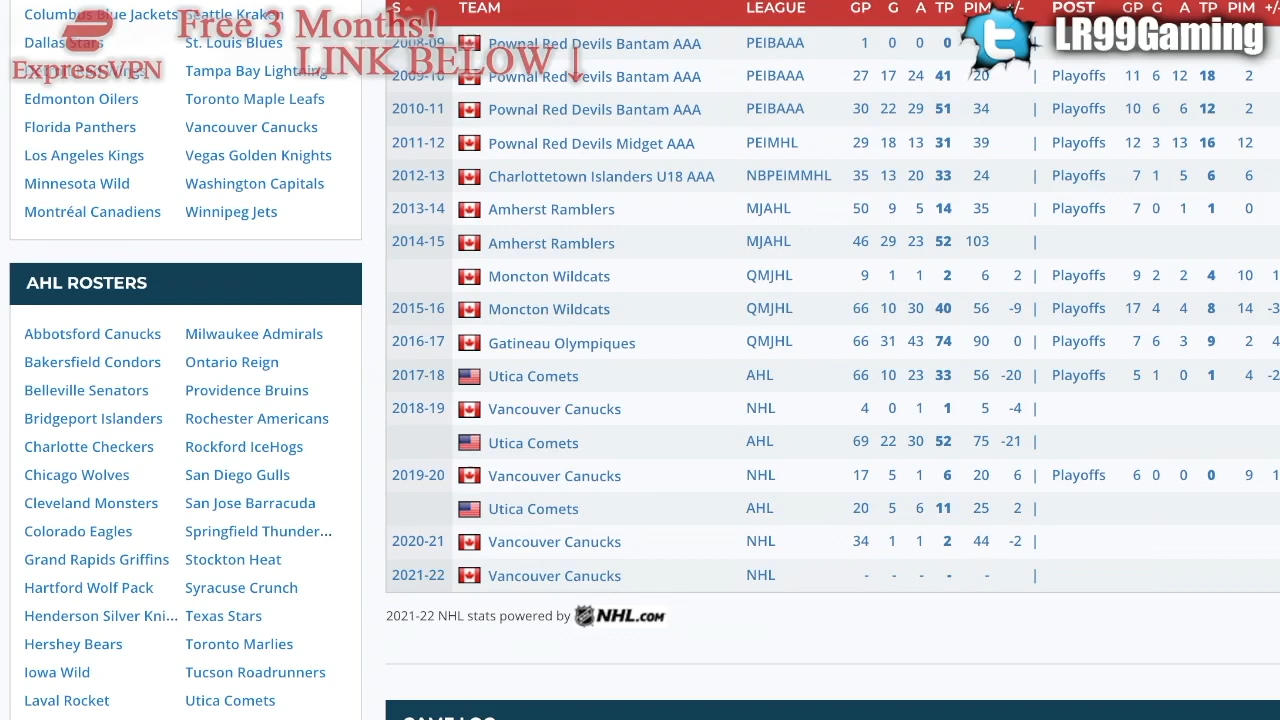 Columbus Blue Jackets Seattle Kraken
Dallas Stars St. Louis Blues
Tampa Bay Lightning
Edmonton Oilers Toronto Maple Leafs
Florida Panthers Vancouver Canucks
Los Angeles Kings Vegas Golden Knights
Minnesota Wild Washington Capitals
Montréal Canadiens Winnipeg Jets
Free 3 Months!
LINK BELOW ↓
ExpressVPN
AHL ROSTERS
Abbotsford Canucks Milwaukee Admirals
Bakersfield Condors Ontario Reign
Belleville Senators Providence Bruins
Bridgeport Islanders Rochester Americans
Charlotte Checkers Rockford IceHogs
Chicago Wolves San Diego Gulls
Cleveland Monsters San Jose Barracuda
Colorado Eagles Springfield Thunder...
Grand Rapids Griffins Stockton Heat
Hartford Wolf Pack Syracuse Crunch
Henderson Silver Kni... Texas Stars
Hershey Bears Toronto Marlies
Iowa Wild Tucson Roadrunners
Laval Rocket Utica Comets
S TEAM LEAGUE GP G A TP PIM +/- POST GP G A TP PIM +/-
LR99Gaming
2008-09 Pownal Red Devils Bantam AAA PEIBAAA 1 0 0 0
2009-10 Pownal Red Devils Bantam AAA PEIBAAA 27 17 24 41 20 | Playoffs 11 6 12 18 2
2010-11 Pownal Red Devils Bantam AAA PEIBAAA 30 22 29 51 34 | Playoffs 10 6 6 12 2
2011-12 Pownal Red Devils Midget AAA PEIMHL 29 18 13 31 39 | Playoffs 12 3 13 16 12
2012-13 Charlottetown Islanders U18 AAA NBPEIMMHL 35 13 20 33 24 | Playoffs 7 1 5 6 6
2013-14 Amherst Ramblers MJAHL 50 9 5 14 35 | Playoffs 7 0 1 1 0
2014-15 Amherst Ramblers MJAHL 46 29 23 52 103 |
Moncton Wildcats QMJHL 9 1 1 2 6 2 | Playoffs 9 2 2 4 10 1
2015-16 Moncton Wildcats QMJHL 66 10 30 40 56 -9 | Playoffs 17 4 4 8 14 -3
2016-17 Gatineau Olympiques QMJHL 66 31 43 74 90 0 | Playoffs 7 6 3 9 2 4
2017-18 Utica Comets AHL 66 10 23 33 56 -20 | Playoffs 5 1 0 1 4 -2
2018-19 Vancouver Canucks NHL 4 0 1 1 5 -4 |
Utica Comets AHL 69 22 30 52 75 -21 |
2019-20 Vancouver Canucks NHL 17 5 1 6 20 6 | Playoffs 6 0 0 0 9 1
Utica Comets AHL 20 5 6 11 25 2 |
2020-21 Vancouver Canucks NHL 34 1 1 2 44 -2 |
2021-22 Vancouver Canucks NHL - - - - - |
2021-22 NHL stats powered by NHL.com